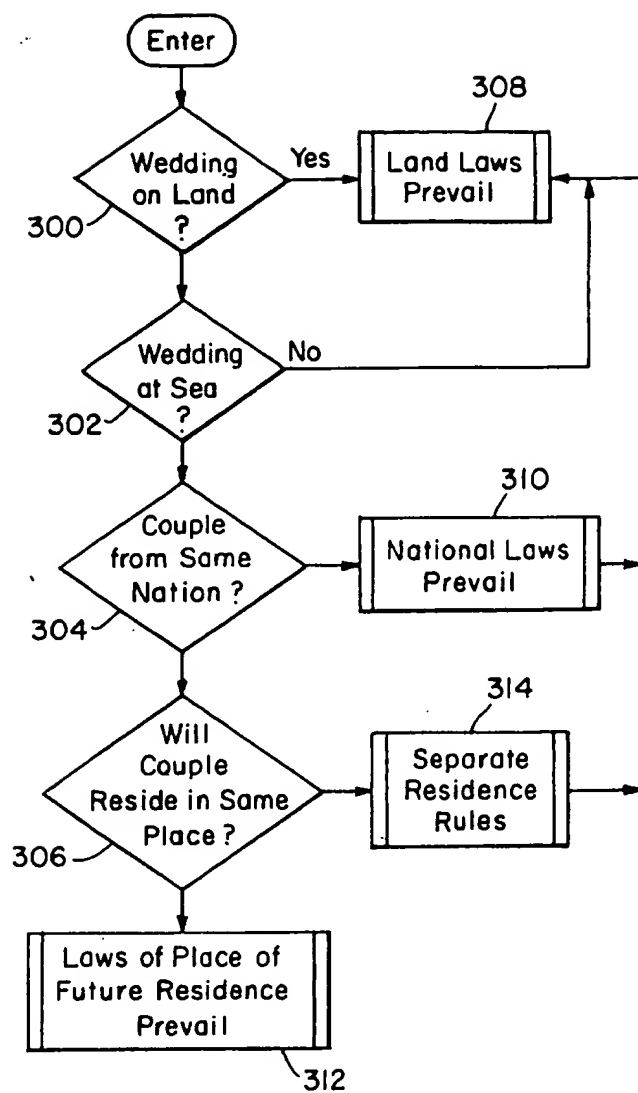 Enter
308
Wedding
on Land
?
Yes
Land Laws
Prevail
300
Wedding
at Sea
?
No
302
310
Couple
from Same
Nation ?
National Laws
Prevail
304
314
Will
Couple
Reside in Same
Place ?
Separate
Residence
Rules
306
Laws of Place of
Future Residence
Prevail
312